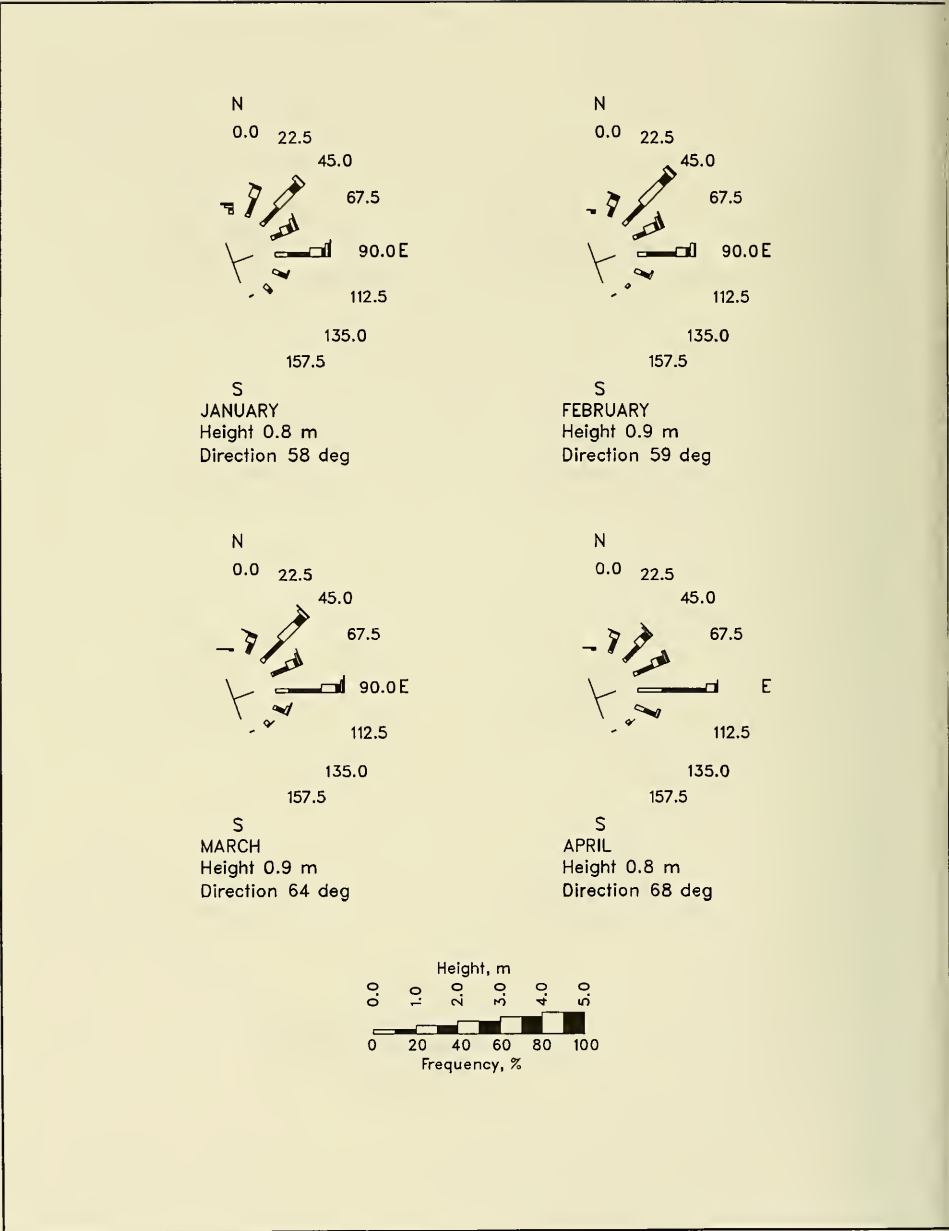 N
0.0 22.5
45.0
67.5
90.0 E
112.5
135.0
157.5
S
JANUARY
Height 0.8 m
Direction 58 deg
N
0.0 22.5
45.0
67.5
90.0 E
112.5
135.0
157.5
S
FEBRUARY
Height 0.9 m
Direction 59 deg
N
0.0 22.5
45.0
67.5
90.0 E
112.5
135.0
157.5
S
MARCH
Height 0.9 m
Direction 64 deg
N
0.0 22.5
45.0
67.5
E
112.5
135.0
157.5
S
APRIL
Height 0.8 m
Direction 68 deg
Height, m
0.0 1.0 2.0 3.0 4.0 5.0
0 20 40 60 80 100
Frequency, %